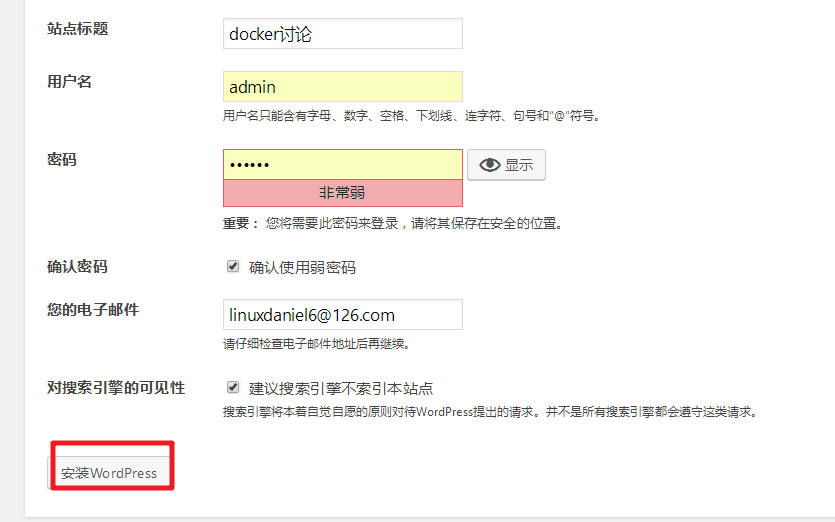 站点标题
docker讨论
用户名
admin
用户名只能含有字母、数字、空格、下划线、连字符、句号和“@”符号。
密码
••••••
显示
非常弱
重要： 您将需要此密码来登录，请将其保存在安全的位置。
确认密码
确认使用弱密码
您的电子邮件
linuxdaniel6@126.com
请仔细检查电子邮件地址后再继续。
对搜索引擎的可见性
建议搜索引擎不索引本站点
搜索引擎将本着自觉自愿的原则对待WordPress提出的请求。并不是所有搜索引擎都会遵守这类请求。
安装WordPress